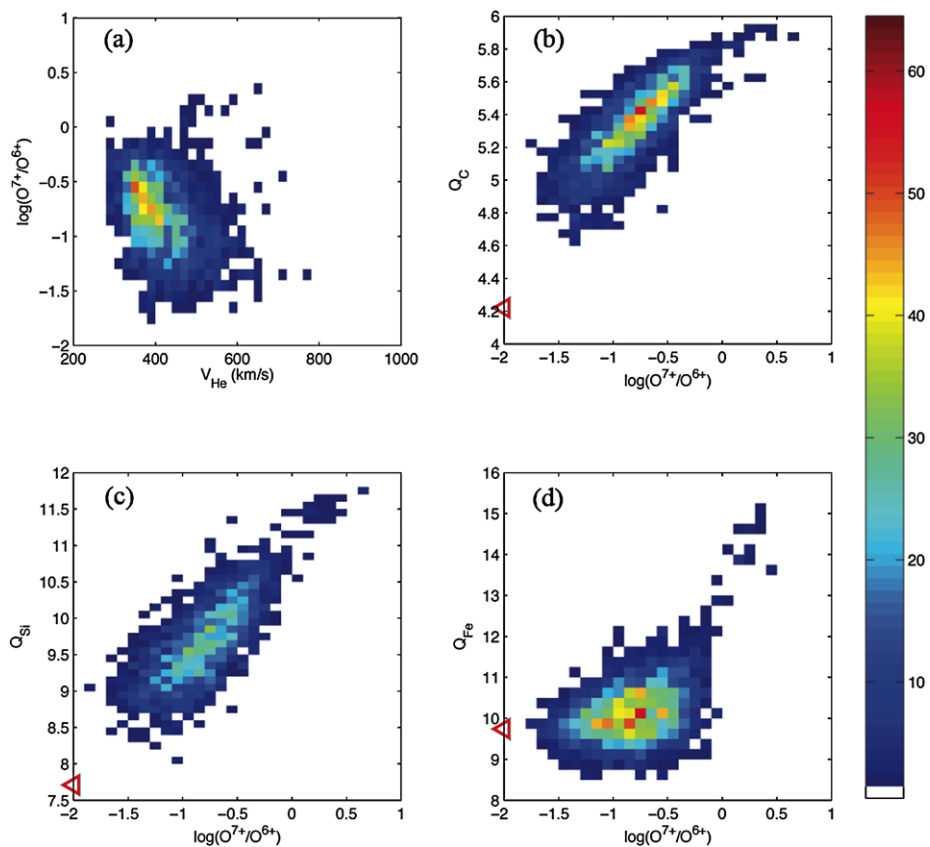 (a)
log(O7+/O6+)
1
0.5
0
−0.5
−1
−1.5
−2
200 400 600 800 1000
VHe (km/s)
(b)
QC
6
5.8
5.6
5.4
5.2
5
4.8
4.6
4.4
4.2
4
−2 −1.5 −1 −0.5 0 0.5 1
log(O7+/O6+)
60
50
40
30
20
10
(c)
QSi
12
11.5
11
10.5
10
9.5
9
8.5
8
7.5
−2 −1.5 −1 −0.5 0 0.5 1
log(O7+/O6+)
(d)
QFe
16
15
14
13
12
11
10
9
8
−2 −1.5 −1 −0.5 0 0.5 1
log(O7+/O6+)